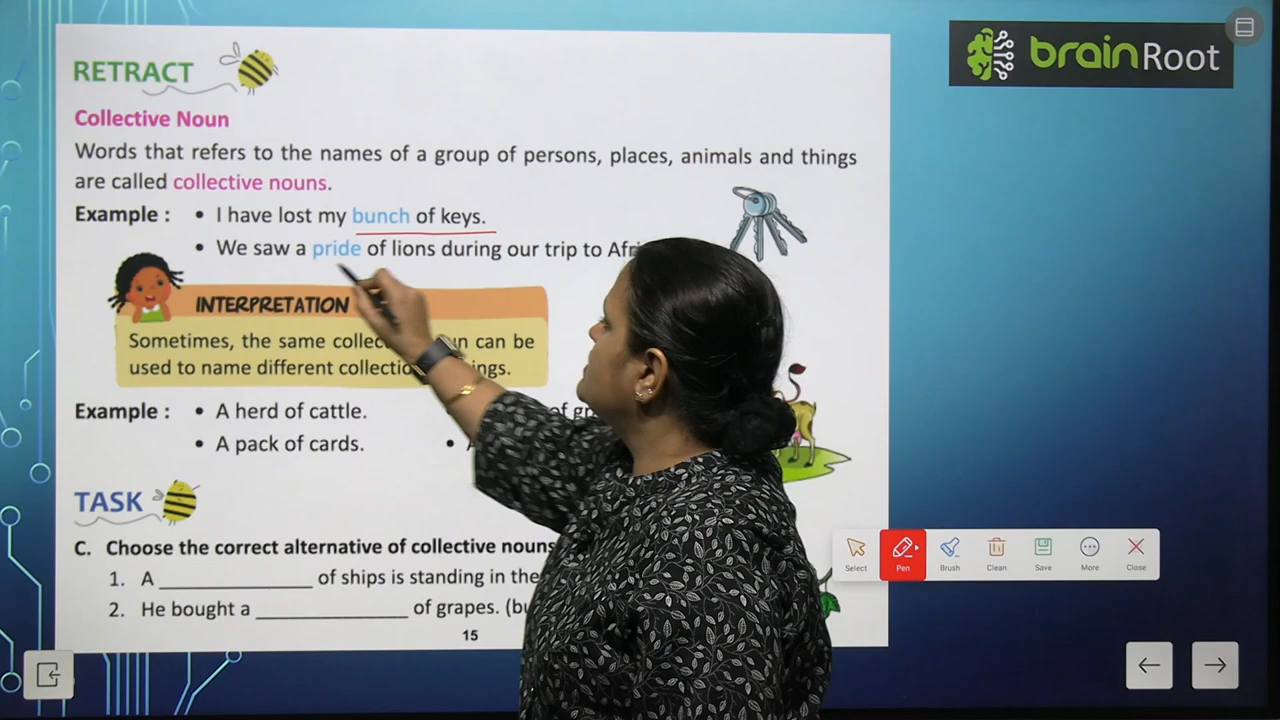 brainRoot
RETRACT
Collective Noun
Words that refers to the names of a group of persons, places, animals and things
are called collective nouns.
Example : • I have lost my bunch of keys.
• We saw a pride of lions during our trip to
INTERPRETATION
Sometimes, the same can be
used to name different
Example : • A herd of cattle. of
• A pack of cards. •
TASK
C. Choose the correct alternative of collective nouns
1. A ____________ of ships is standing in the
2. He bought a ____________ of grapes.
15
Select Pen Brush Clean Save More Close